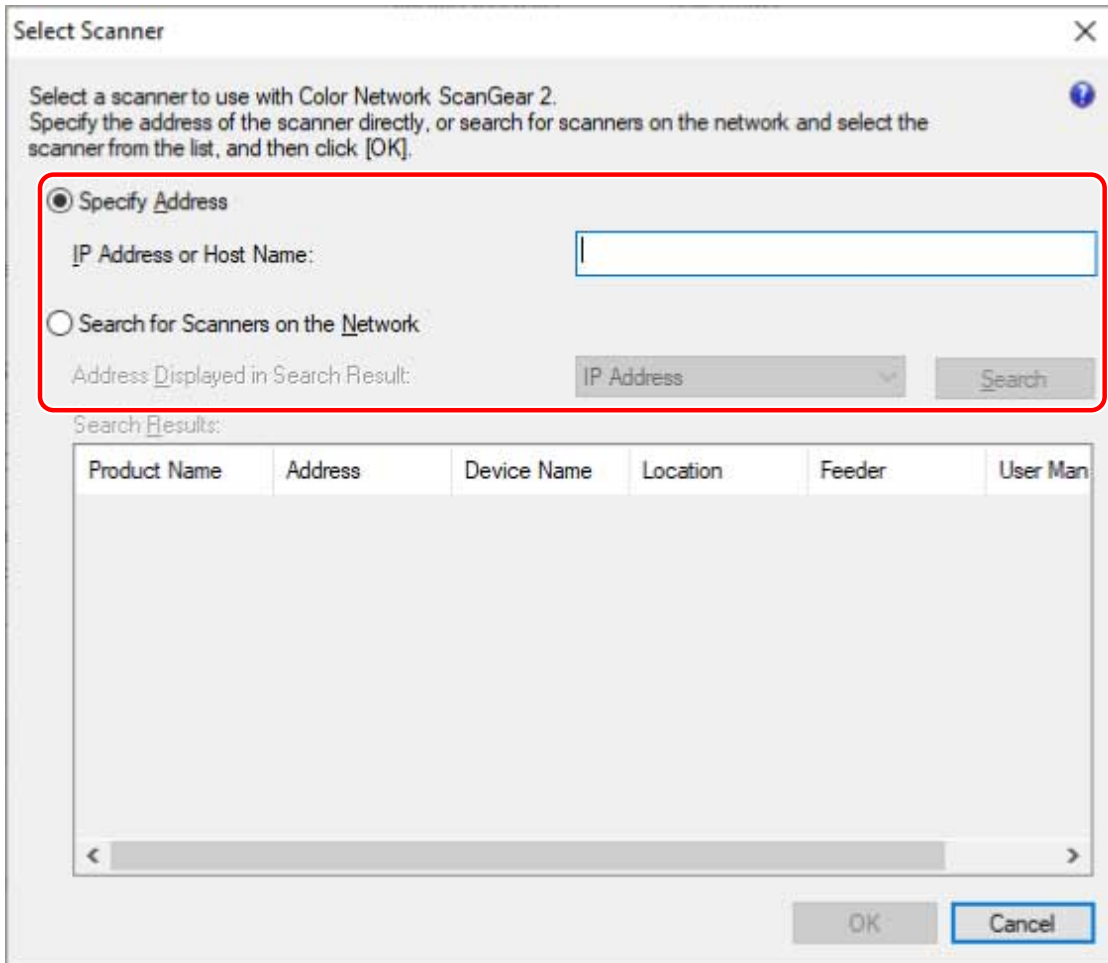 Select Scanner
Select a scanner to use with Color Network ScanGear 2.
Specify the address of the scanner directly, or search for scanners on the network and select the
scanner from the list, and then click [OK].
Specify Address
IP Address or Host Name:
Search for Scanners on the Network
Address Displayed in Search Result: IP Address Search
Search Results:
Product Name Address Device Name Location Feeder User Man
OK Cancel